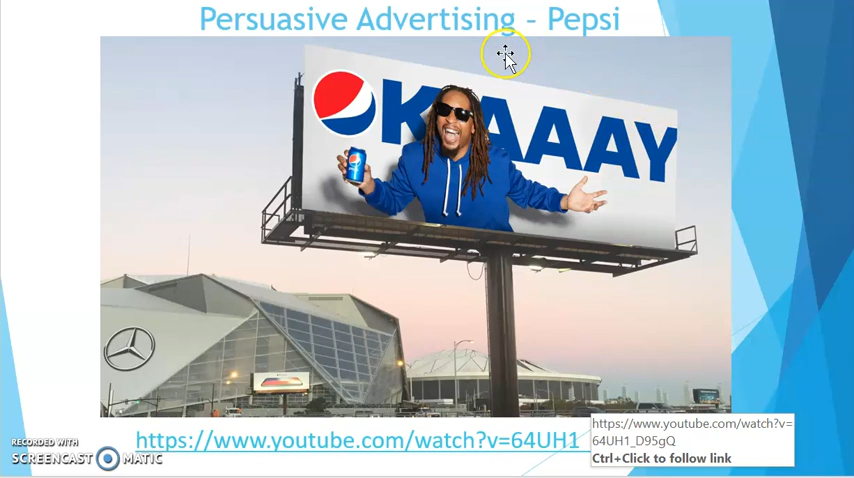 Persuasive Advertising – Pepsi
OKAAAY
https://www.youtube.com/watch?v=64UH1
https://www.youtube.com/watch?v=
64UH1_D95gQ
Ctrl+Click to follow link
RECORDED WITH
SCREENCAST MATIC